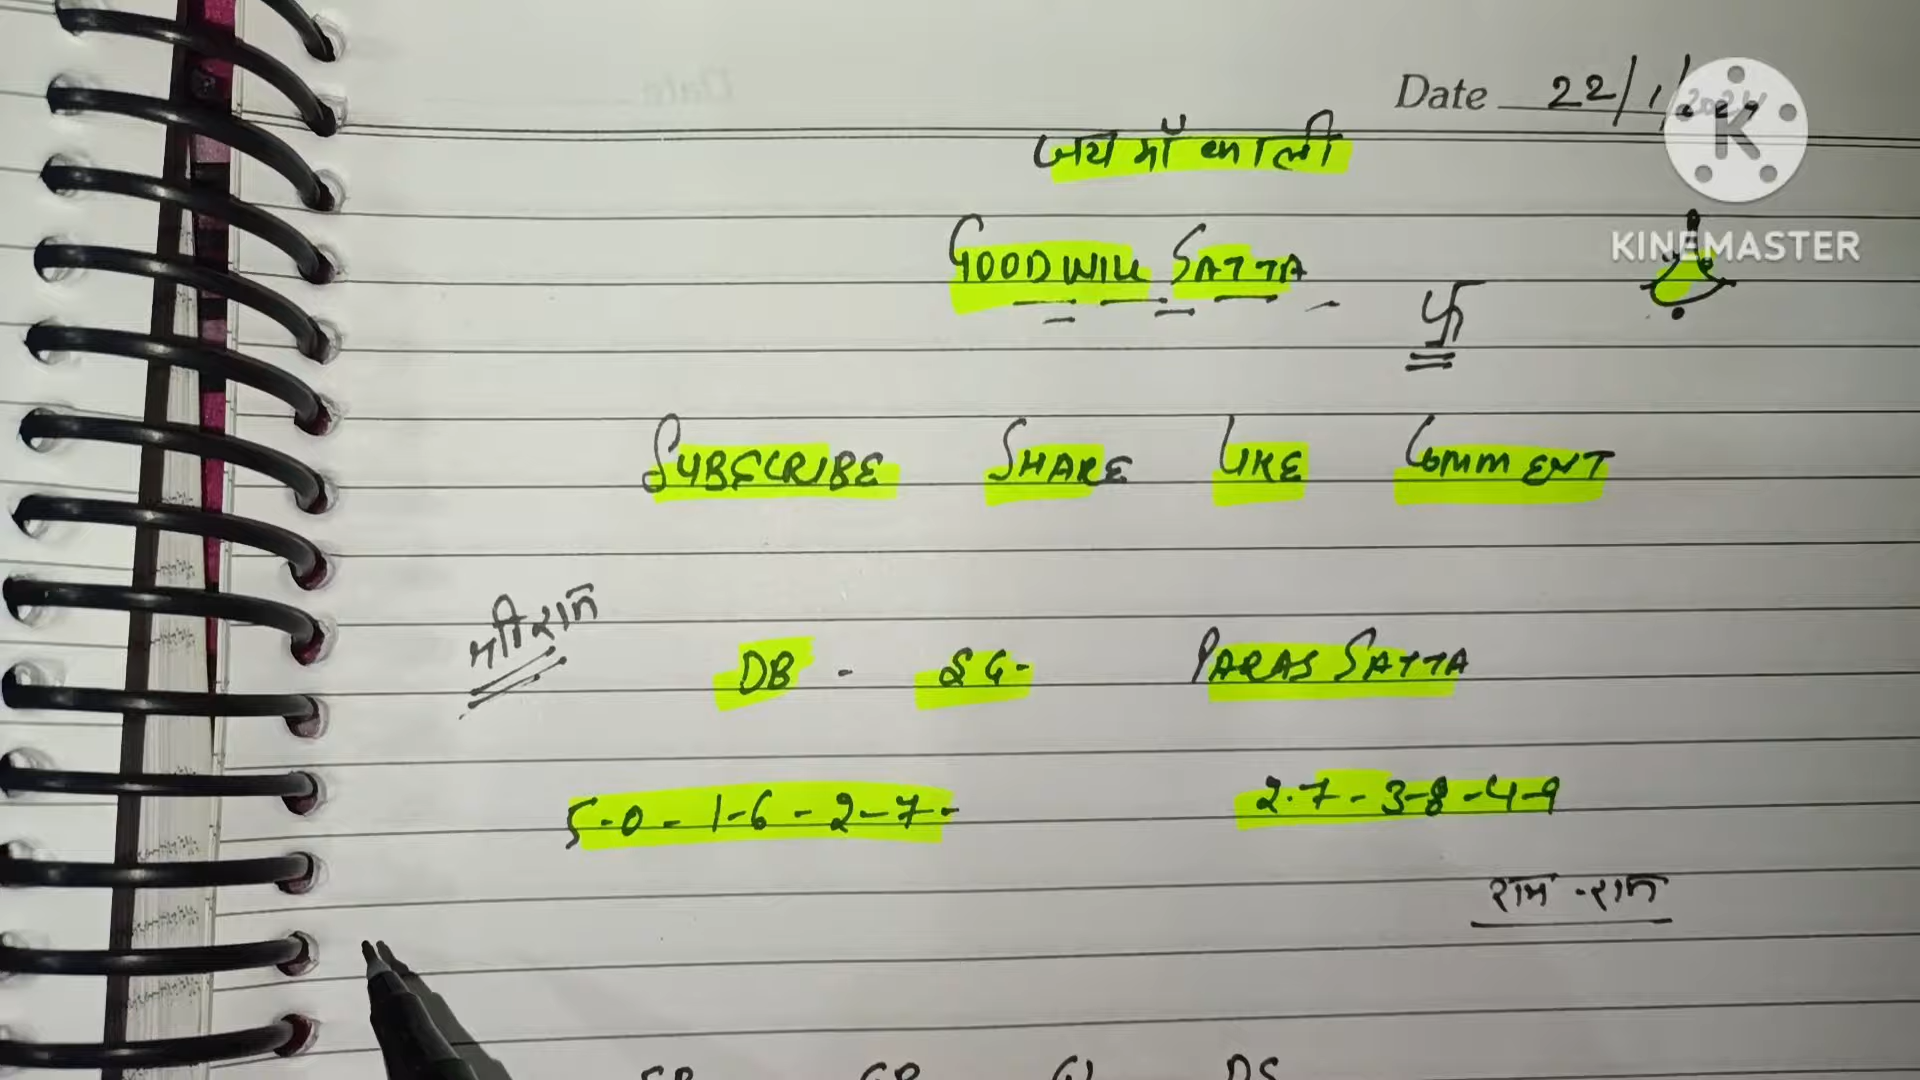 Date 22/1/2024
जय माँ काली
GOODWILL SATTA
KINEMASTER
SUBSCRIBE SHARE LIKE COMMENT
DB - SG - PARAS SATTA
5-0-1-6-2-7- 2.7-3-8-4-9
राम-राम